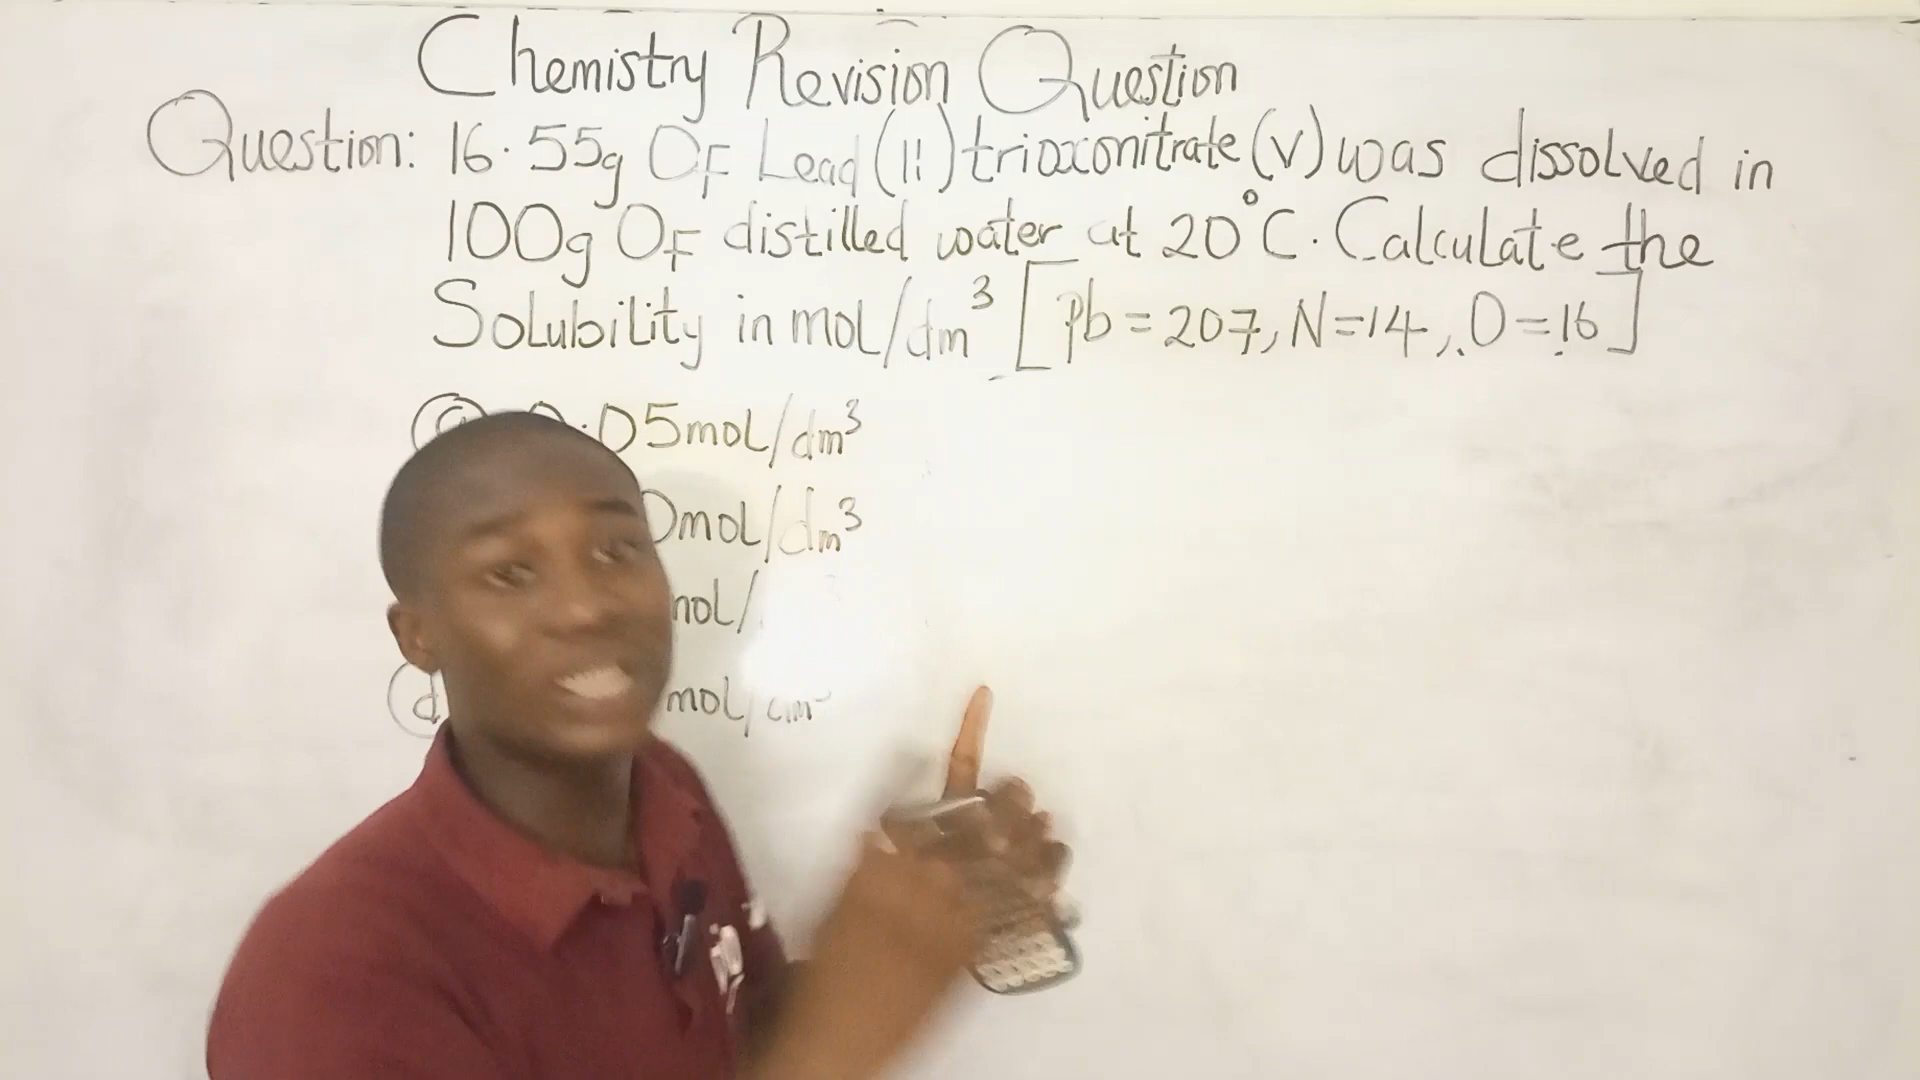 Chemistry Revision Question
Question: 16.55g OF Lead (II) trioxonitrate (V) was dissolved in
100g OF distilled water at 20°C. Calculate the
Solubility in mol/dm³ [Pb = 207, N=14, O=16]
.05mol/dm³
0mol/dm³
mol/
d mol/